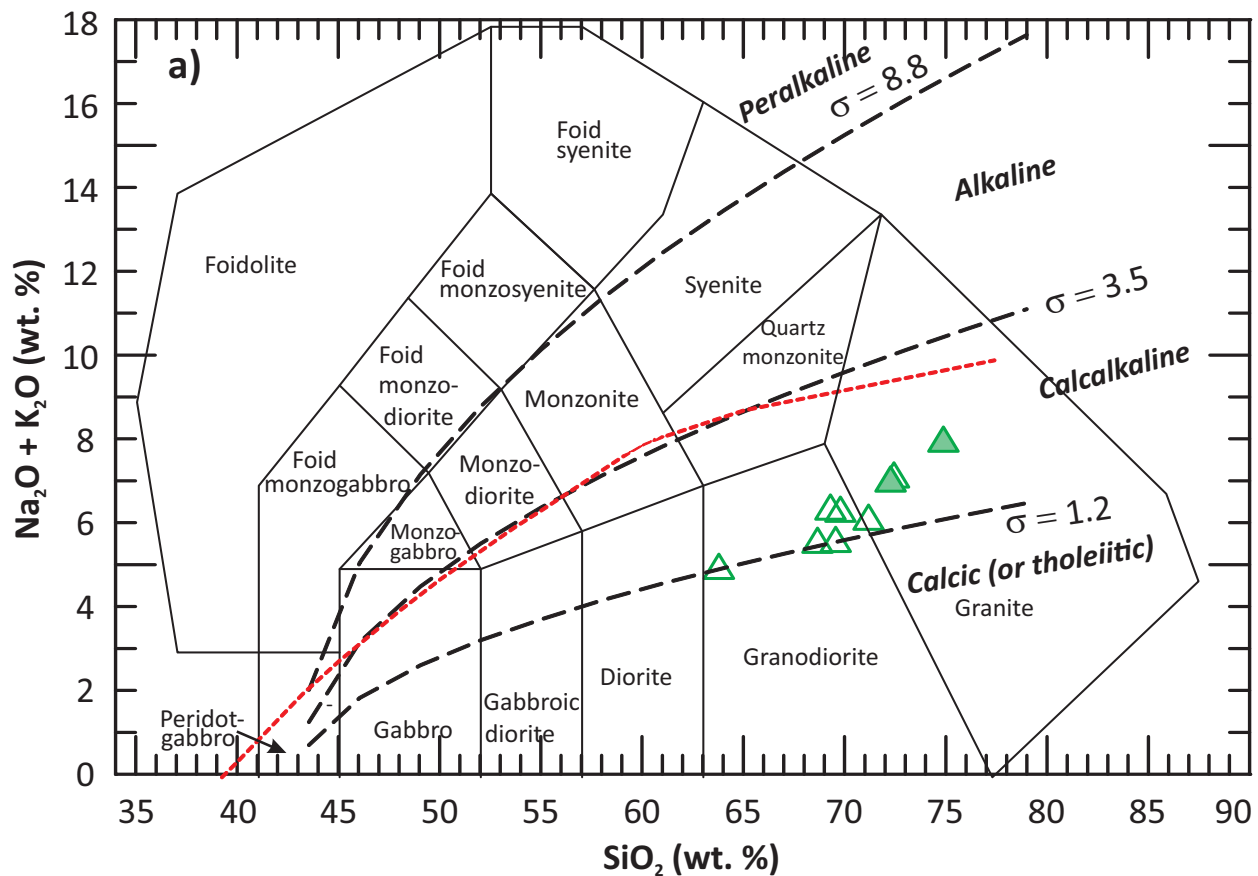 a)
Peralkaline
σ = 8.8
Foid
syenite
Alkaline
Foidolite
Foid
monzosyenite
Syenite
σ = 3.5
Quartz
monzonite
Foid
monzo-
diorite
Monzonite
Calcalkaline
Foid
monzogabbro
Monzo-
diorite
Monzo-
gabbro
σ = 1.2
Calcic (or tholeiitic)
Granite
Granodiorite
Diorite
Gabbroic
diorite
Gabbro
Peridot-
gabbro
18
16
14
12
10
8
6
4
2
0
Na₂O + K₂O (wt. %)
35 40 45 50 55 60 65 70 75 80 85 90
SiO₂ (wt. %)